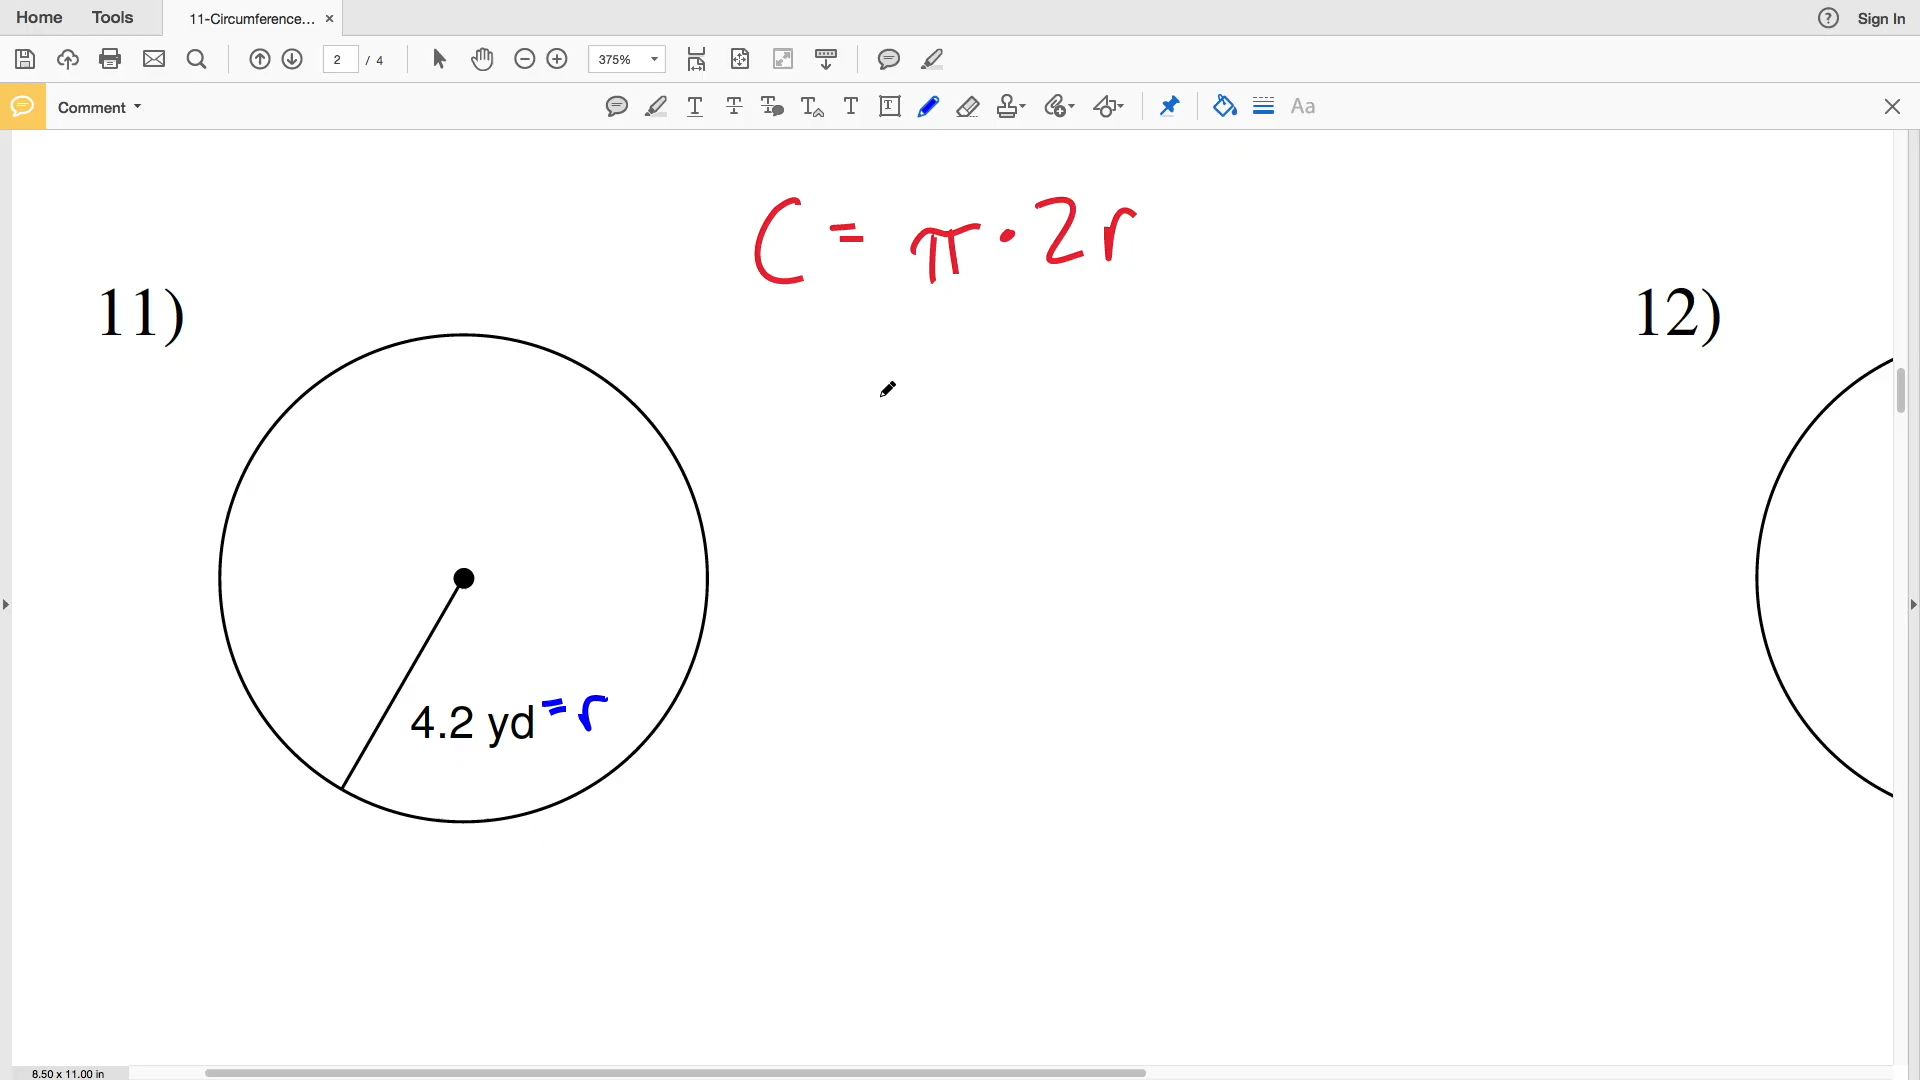 Home Tools 11-Circumference... × ? Sign In
2 / 4 375%
Comment Aa
C = π · 2r
11) 12)
4.2 yd = r
8.50 x 11.00 in